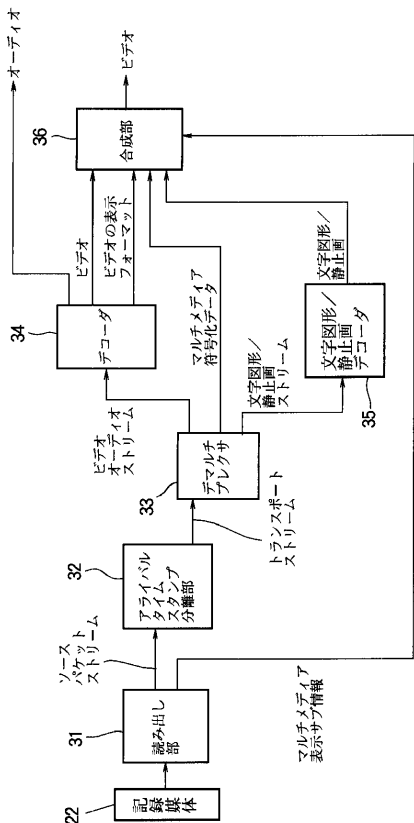 22
記録媒体
31
読み出し
部
ソース
パケット
ストリーム
マルチメディア
表示サブ情報
32
アライバル
タイム
スタンプ
分離部
トランスポート
ストリーム
33
デマルチ
プレクサ
ビデオ
オーディオ
ストリーム
マルチメディア
符号化データ
文字図形／
静止画
ストリーム
34
デコーダ
オーディオ
ビデオ
ビデオの表示
フォーマット
35
文字図形／
静止画
デコーダ
文字図形／
静止画
36
合成部
ビデオ